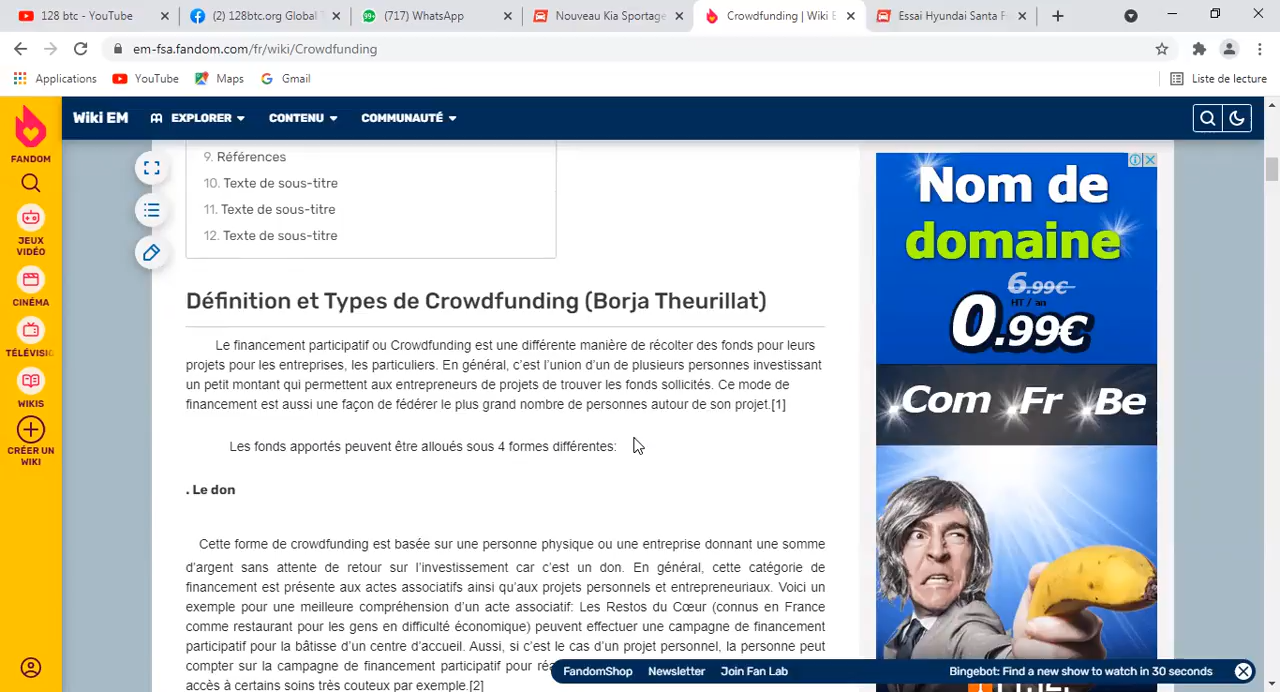 128 btc - YouTube
(2) 128btc.org Global T
(717) WhatsApp
Nouveau Kia Sportage
Crowdfunding | Wiki E
Essai Hyundai Santa F
em-fsa.fandom.com/fr/wiki/Crowdfunding
Applications
YouTube
Maps
Gmail
Liste de lecture
FANDOM
JEUX
VIDÉO
CINÉMA
TÉLÉVISI
WIKIS
CRÉER UN
WIKI
Wiki EM
EXPLORER
CONTENU
COMMUNAUTÉ
9. Références
10. Texte de sous-titre
11. Texte de sous-titre
12. Texte de sous-titre
Définition et Types de Crowdfunding (Borja Theurillat)
Le financement participatif ou Crowdfunding est une différente manière de récolter des fonds pour leurs
projets pour les entreprises, les particuliers. En général, c’est l’union d’un de plusieurs personnes investissant
un petit montant qui permettent aux entrepreneurs de projets de trouver les fonds sollicités. Ce mode de
financement est aussi une façon de fédérer le plus grand nombre de personnes autour de son projet.[1]
Les fonds apportés peuvent être alloués sous 4 formes différentes:
. Le don
Cette forme de crowdfunding est basée sur une personne physique ou une entreprise donnant une somme
d’argent sans attente de retour sur l’investissement car c’est un don. En général, cette catégorie de
financement est présente aux actes associatifs ainsi qu’aux projets personnels et entrepreneuriaux. Voici un
exemple pour une meilleure compréhension d’un acte associatif: Les Restos du Cœur (connus en France
comme restaurant pour les gens en difficulté économique) peuvent effectuer une campagne de financement
participatif pour la bâtisse d’un centre d’accueil. Aussi, si c’est le cas d’un projet personnel, la personne peut
compter sur la campagne de financement participatif pour
accès à certains soins très couteux par exemple.[2]
Nom de
domaine
6.99€
HT / an
0.99€
.Com .Fr .Be
FandomShop
Newsletter
Join Fan Lab
Bingebot: Find a new show to watch in 30 seconds